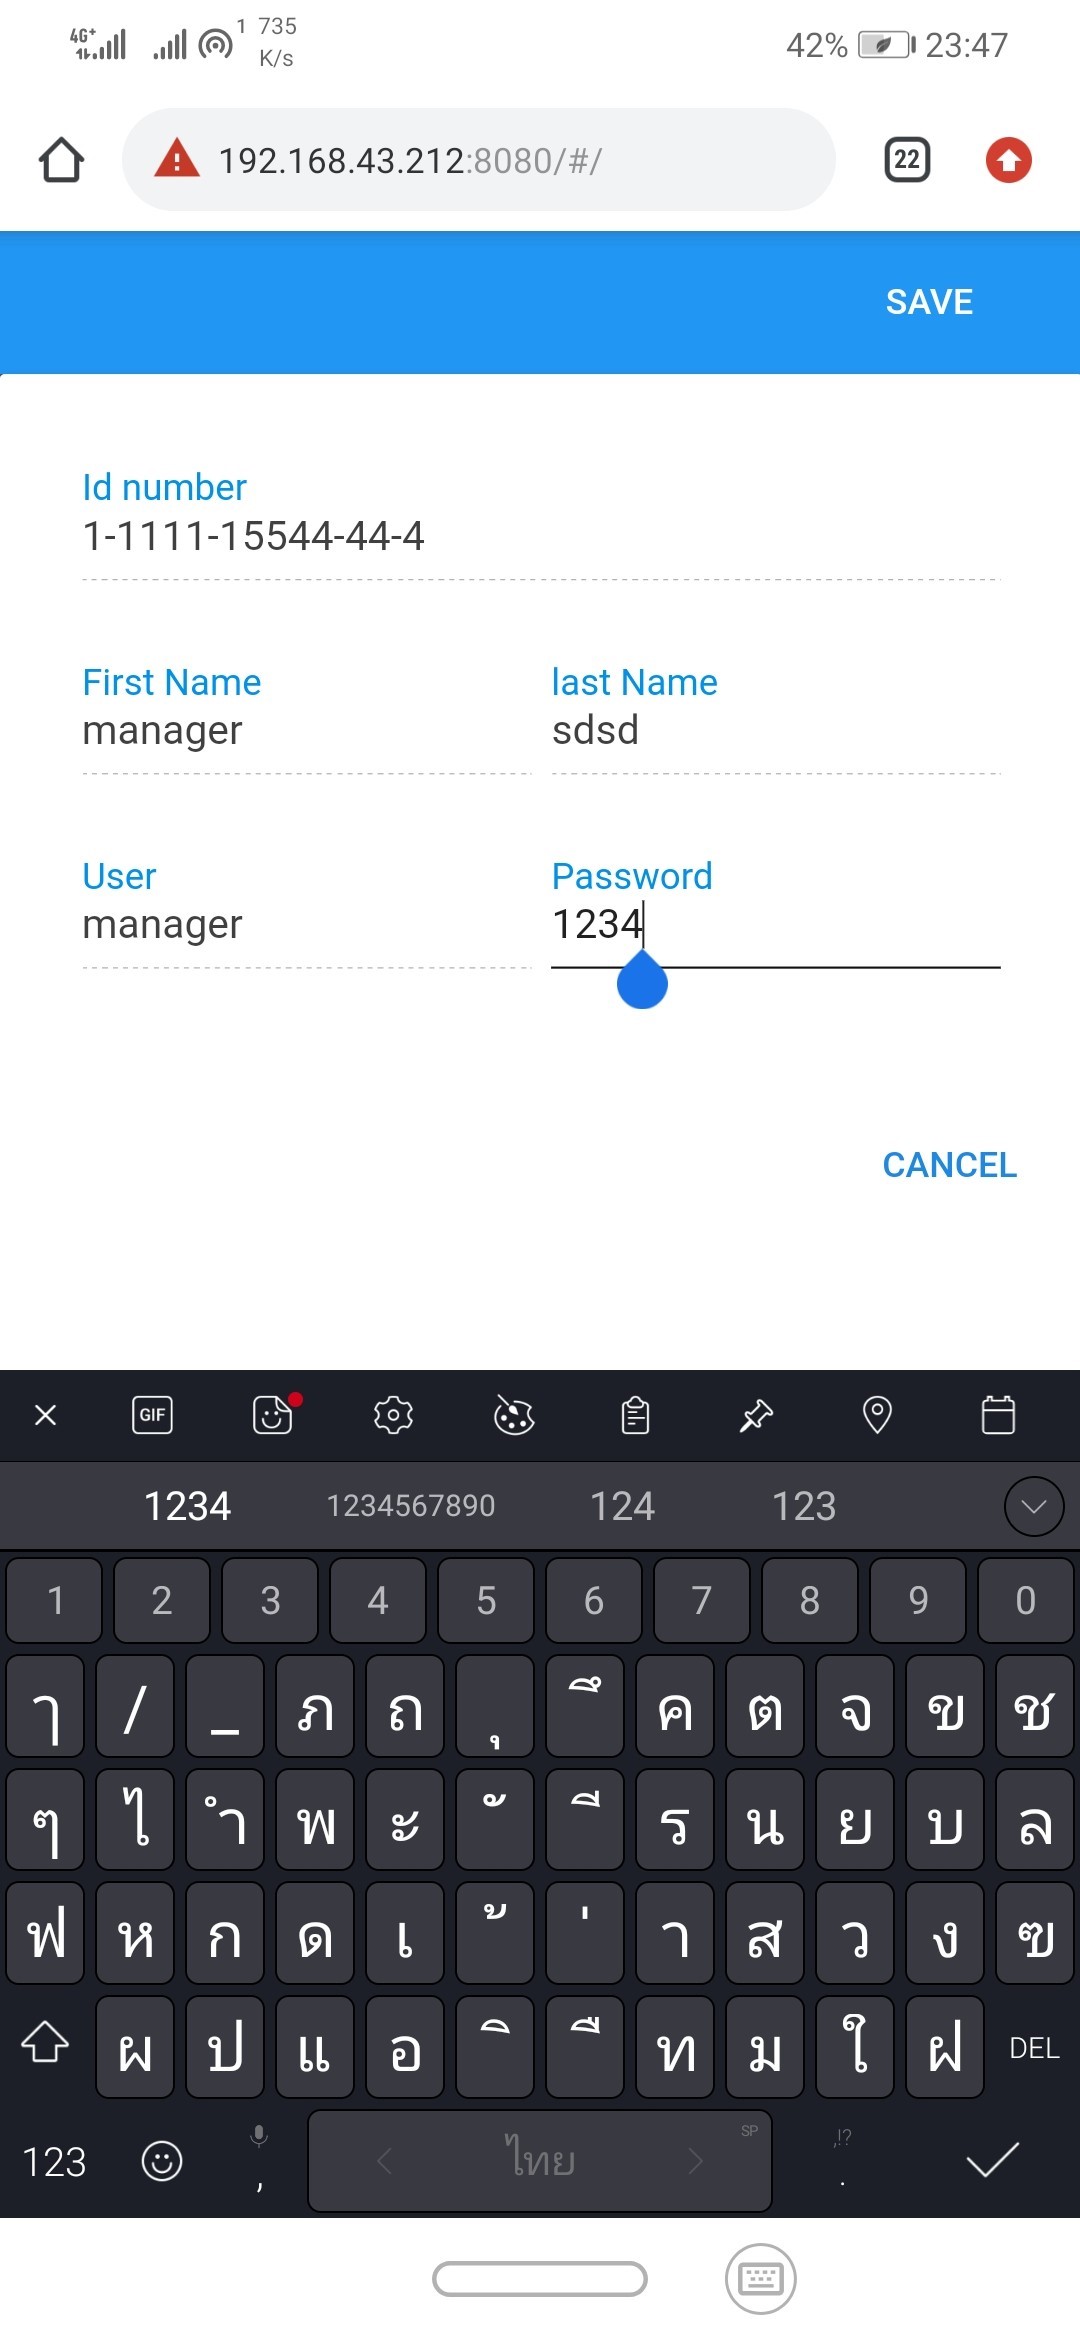 4G+ 1 735
K/s
42% 23:47
192.168.43.212:8080/#/ 22
SAVE
Id number
1-1111-15544-44-4
First Name last Name
manager sdsd
User Password
manager 1234
CANCEL
GIF
1234 1234567890 124 123
1 2 3 4 5 6 7 8 9 0
ๅ / _ ภ ถ ุ ึ ค ต จ ข ช
ๆ ไ ำ พ ะ ั ี ร น ย บ ล
ฟ ห ก ด เ ้ ่ า ส ว ง ฃ
ผ ป แ อ ิ ื ท ม ใ ฝ DEL
123 , < ไทย > SP ,!? .